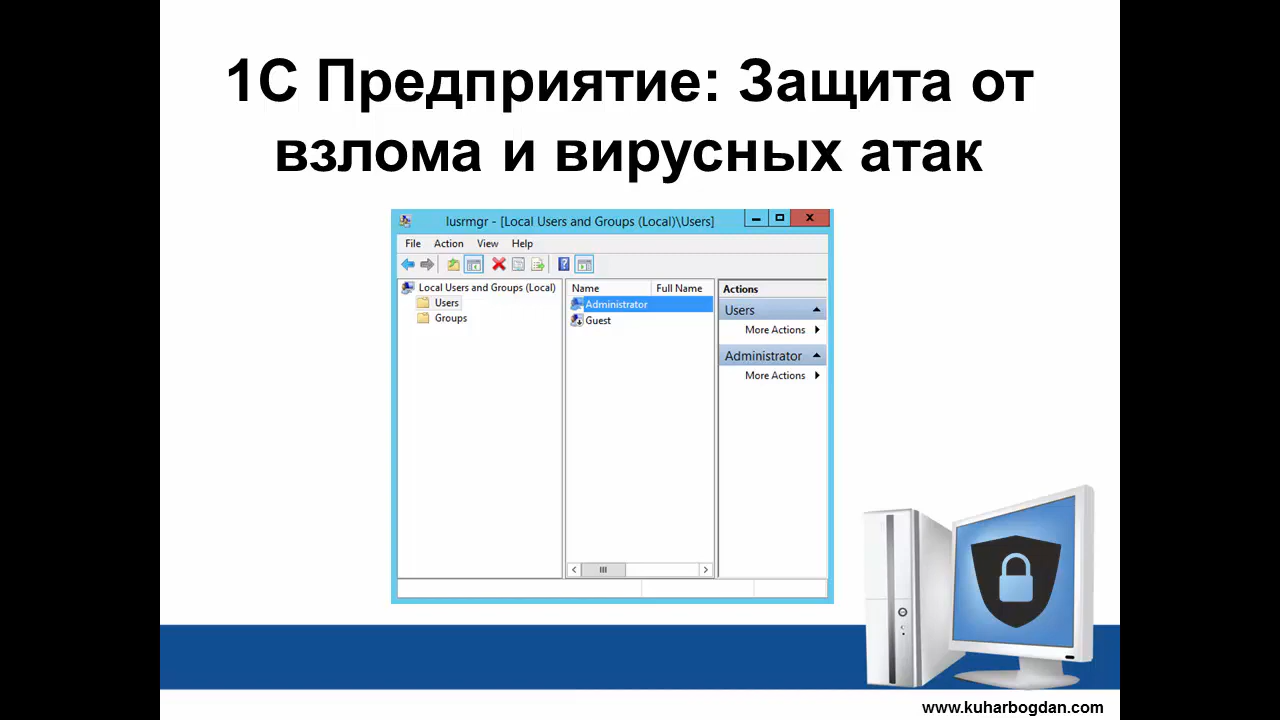 1С Предприятие: Защита от
взлома и вирусных атак
lusrmgr - [Local Users and Groups (Local)\Users]
File Action View Help
Local Users and Groups (Local)
Users
Groups
Name Full Name
Administrator
Guest
Actions
Users
More Actions
Administrator
More Actions
www.kuharbogdan.com